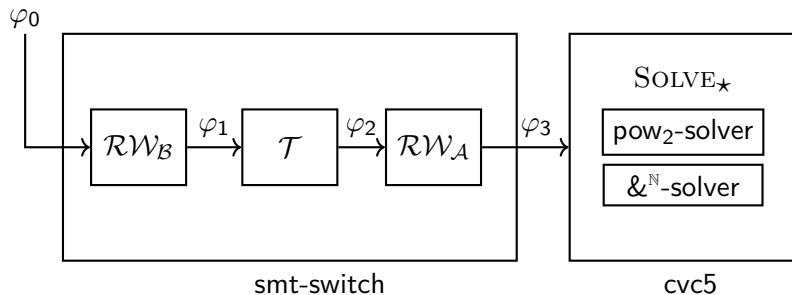 φ₀
RW_B φ₁ T φ₂ RW_A φ₃
SOLVE⋆
pow₂-solver
&ᴺ-solver
smt-switch
cvc5